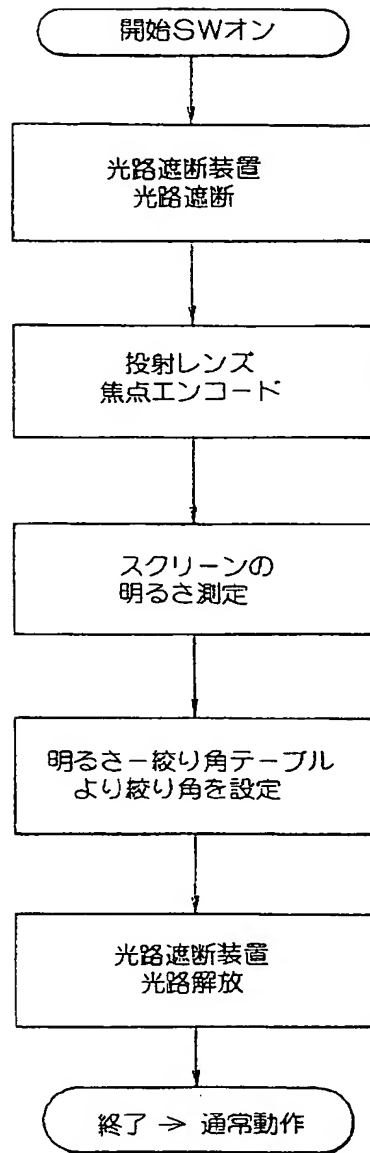 開始SWオン
光路遮断装置
光路遮断
投射レンズ
焦点エンコード
スクリーンの
明るさ測定
明るさ－絞り角テーブル
より絞り角を設定
光路遮断装置
光路解放
終了 → 通常動作